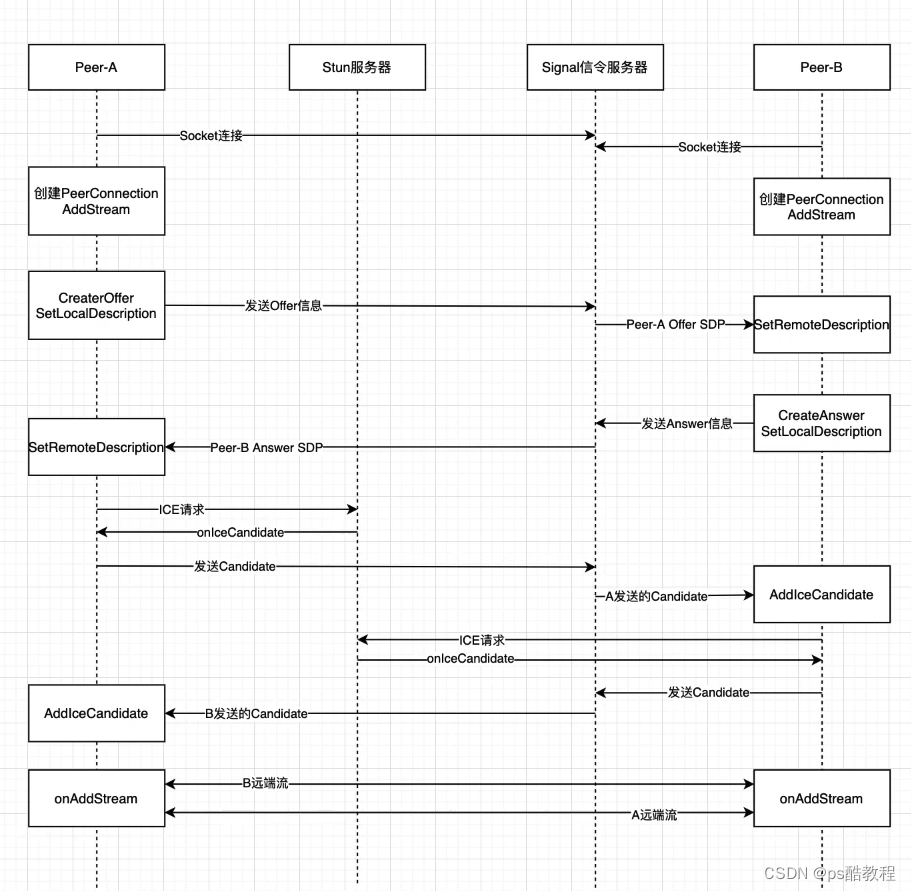 Peer-A
Stun服务器
Signal信令服务器
Peer-B
Socket连接
Socket连接
创建PeerConnection
AddStream
创建PeerConnection
AddStream
CreaterOffer
SetLocalDescription
发送Offer信息
Peer-A Offer SDP
SetRemoteDescription
CreateAnswer
SetLocalDescription
发送Answer信息
SetRemoteDescription
Peer-B Answer SDP
ICE请求
onIceCandidate
发送Candidate
A发送的Candidate
AddIceCandidate
ICE请求
onIceCandidate
发送Candidate
AddIceCandidate
B发送的Candidate
onAddStream
B远端流
onAddStream
A远端流
CSDN @ps酷教程